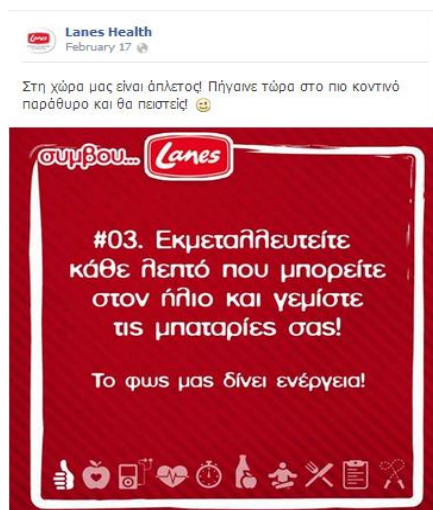 Lanes Health
February 17
Στη χώρα μας είναι άπλετος! Πήγαινε τώρα στο πιο κοντινό
παράθυρο και θα πειστείς!
Lanes
συμβου... Lanes
#03. Εκμεταλλευτείτε
κάθε λεπτό που μπορείτε
στον ήλιο και γεμίστε
τις μπαταρίες σας!
Το φως μας δίνει ενέργεια!